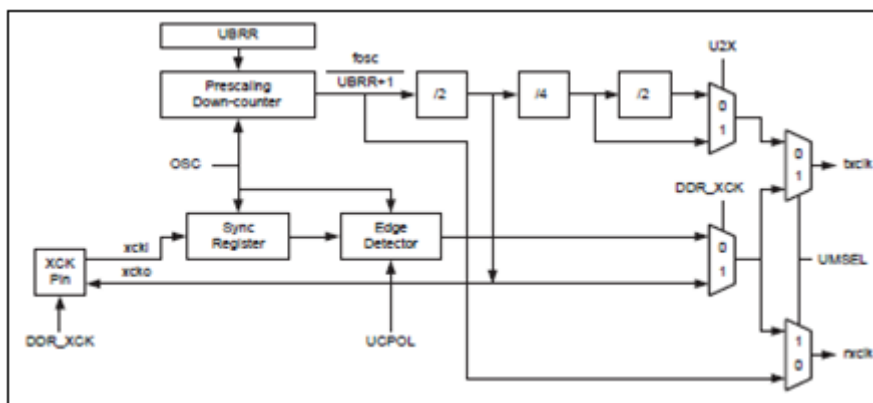 UBRR
U2X
fosc
Prescaling
Down-counter
UBRR+1
/2
/4
/2
0
1
OSC
0
1
txclk
DDR_XCK
xcki
Sync
Register
Edge
Detector
0
1
XCK
Pin
xcko
UMSEL
DDR_XCK
UCPOL
1
0
rxclk